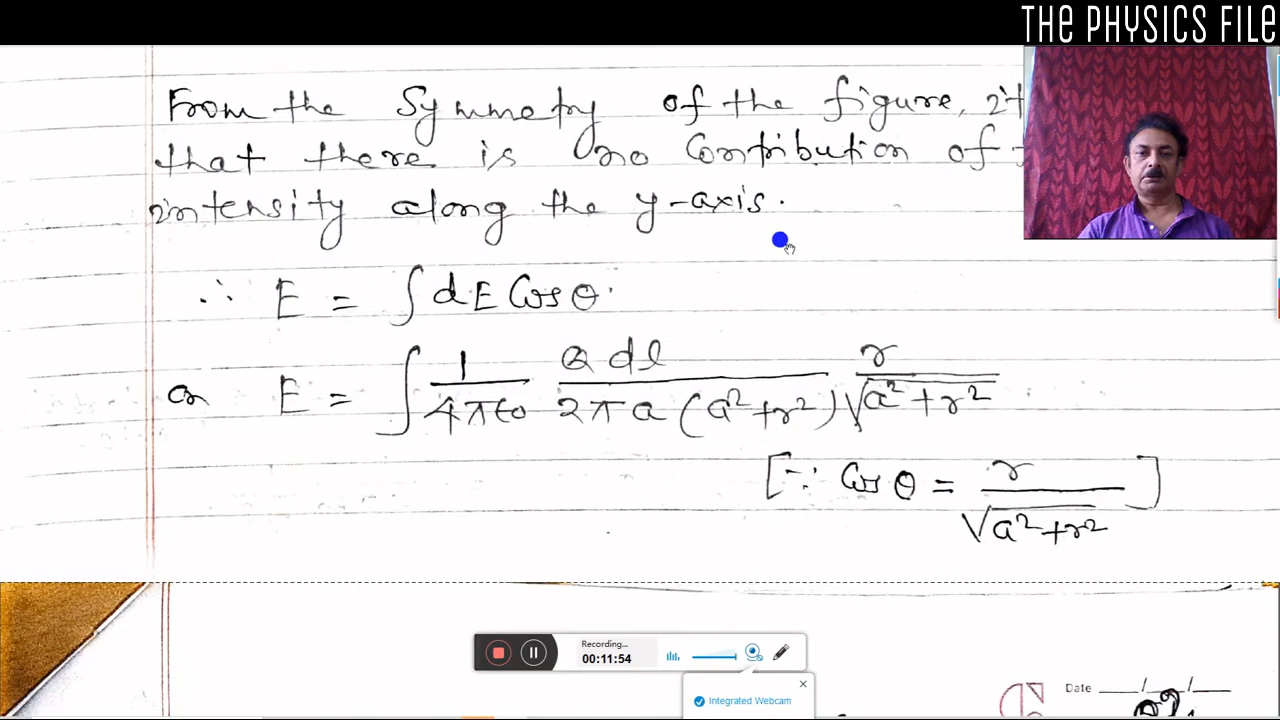 THE PHYSICS FILE
From the Symmetry of the figure, it
that there is no Contribution of
intensity along the y-axis.
∴ E = ∫ dE Cos θ
or E = ∫ 1/4πε0 Q dl/2πa(a²+r²) r/√a²+r²
[∵ Cos θ = r/√a²+r²]
Recording...
00:11:54
Integrated Webcam
Date